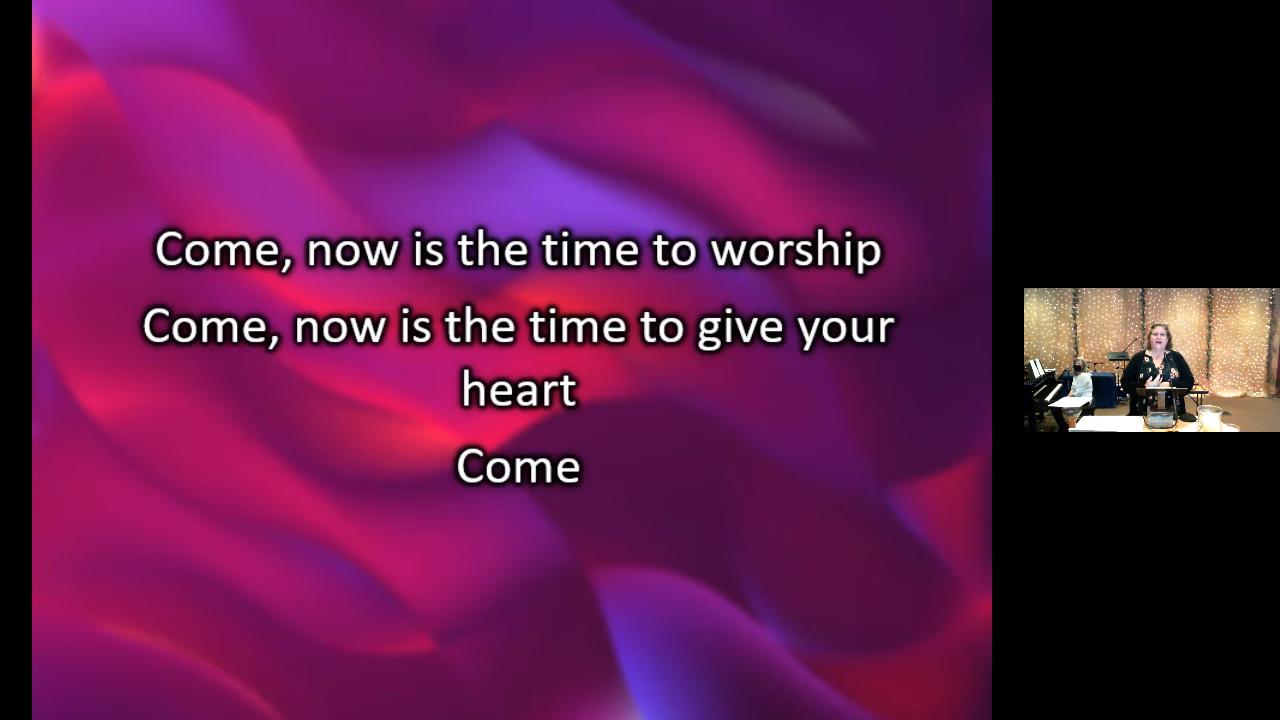 Come, now is the time to worship
Come, now is the time to give your
heart
Come